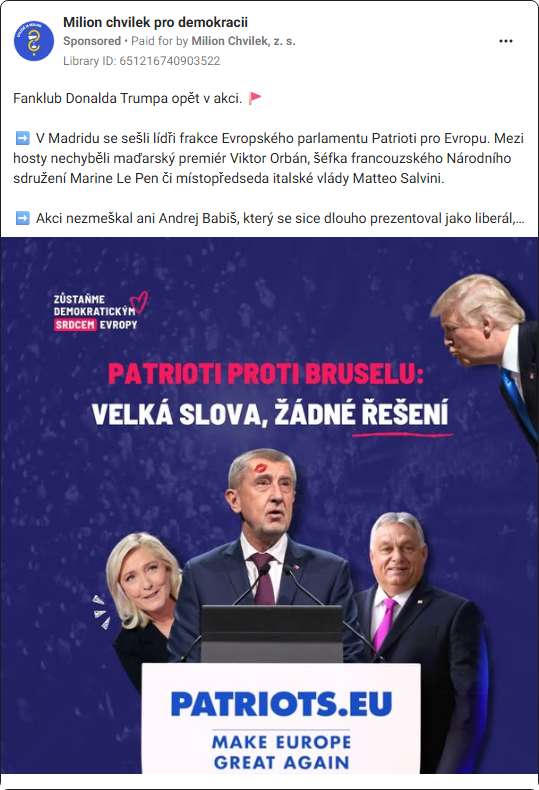 Milion chvilek pro demokracii
Sponsored • Paid for by Milion Chvilek, z. s.
Library ID: 651216740903522
Fanklub Donalda Trumpa opět v akci. 🚩
➡️ V Madridu se sešli lídři frakce Evropského parlamentu Patrioti pro Evropu. Mezi
hosty nechyběli maďarský premiér Viktor Orbán, šéfka francouzského Národního
sdružení Marine Le Pen či místopředseda italské vlády Matteo Salvini.
➡️ Akci nezmeškal ani Andrej Babiš, který se sice dlouho prezentoval jako liberál,...
ZŮSTAŇME
DEMOKRATICKÝM
SRDCEM EVROPY
PATRIOTI PROTI BRUSELU:
VELKÁ SLOVA, ŽÁDNÉ ŘEŠENÍ
PATRIOTS.EU
MAKE EUROPE
GREAT AGAIN